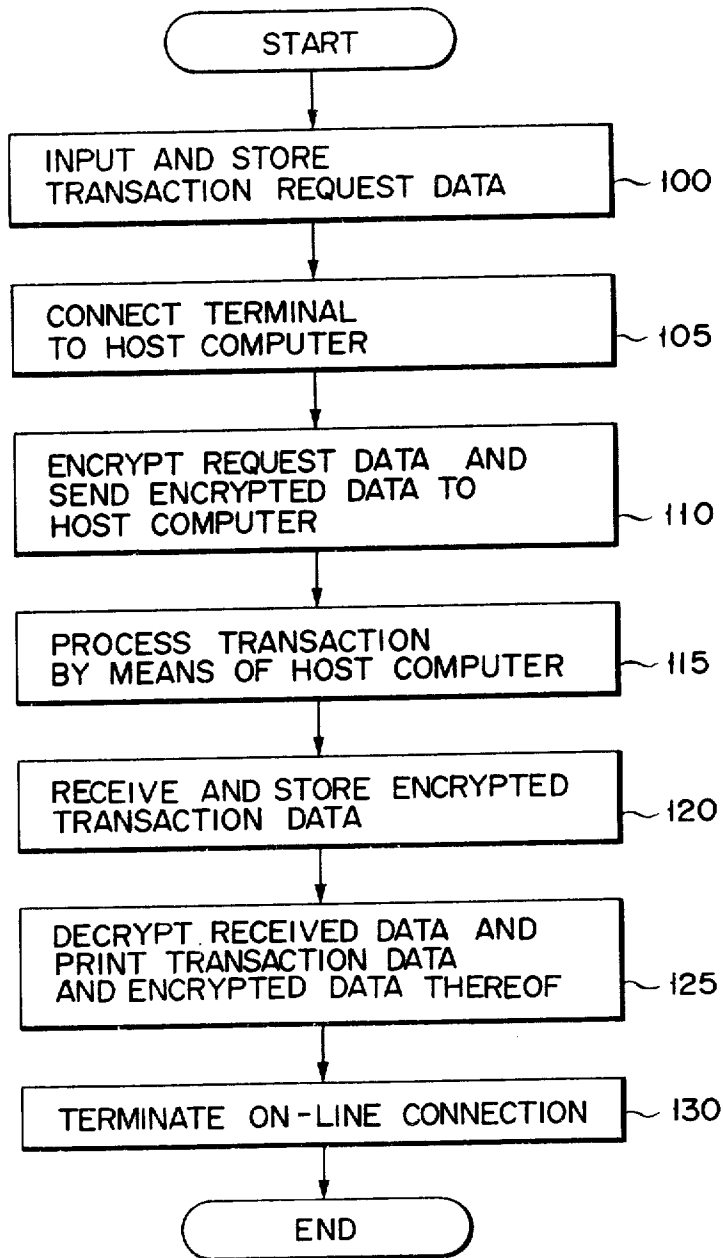 START
INPUT AND STORE
TRANSACTION REQUEST DATA
100
CONNECT TERMINAL
TO HOST COMPUTER
105
ENCRYPT REQUEST DATA AND
SEND ENCRYPTED DATA TO
HOST COMPUTER
110
PROCESS TRANSACTION
BY MEANS OF HOST COMPUTER
115
RECEIVE AND STORE ENCRYPTED
TRANSACTION DATA
120
DECRYPT RECEIVED DATA AND
PRINT TRANSACTION DATA
AND ENCRYPTED DATA THEREOF
125
TERMINATE ON-LINE CONNECTION
130
END